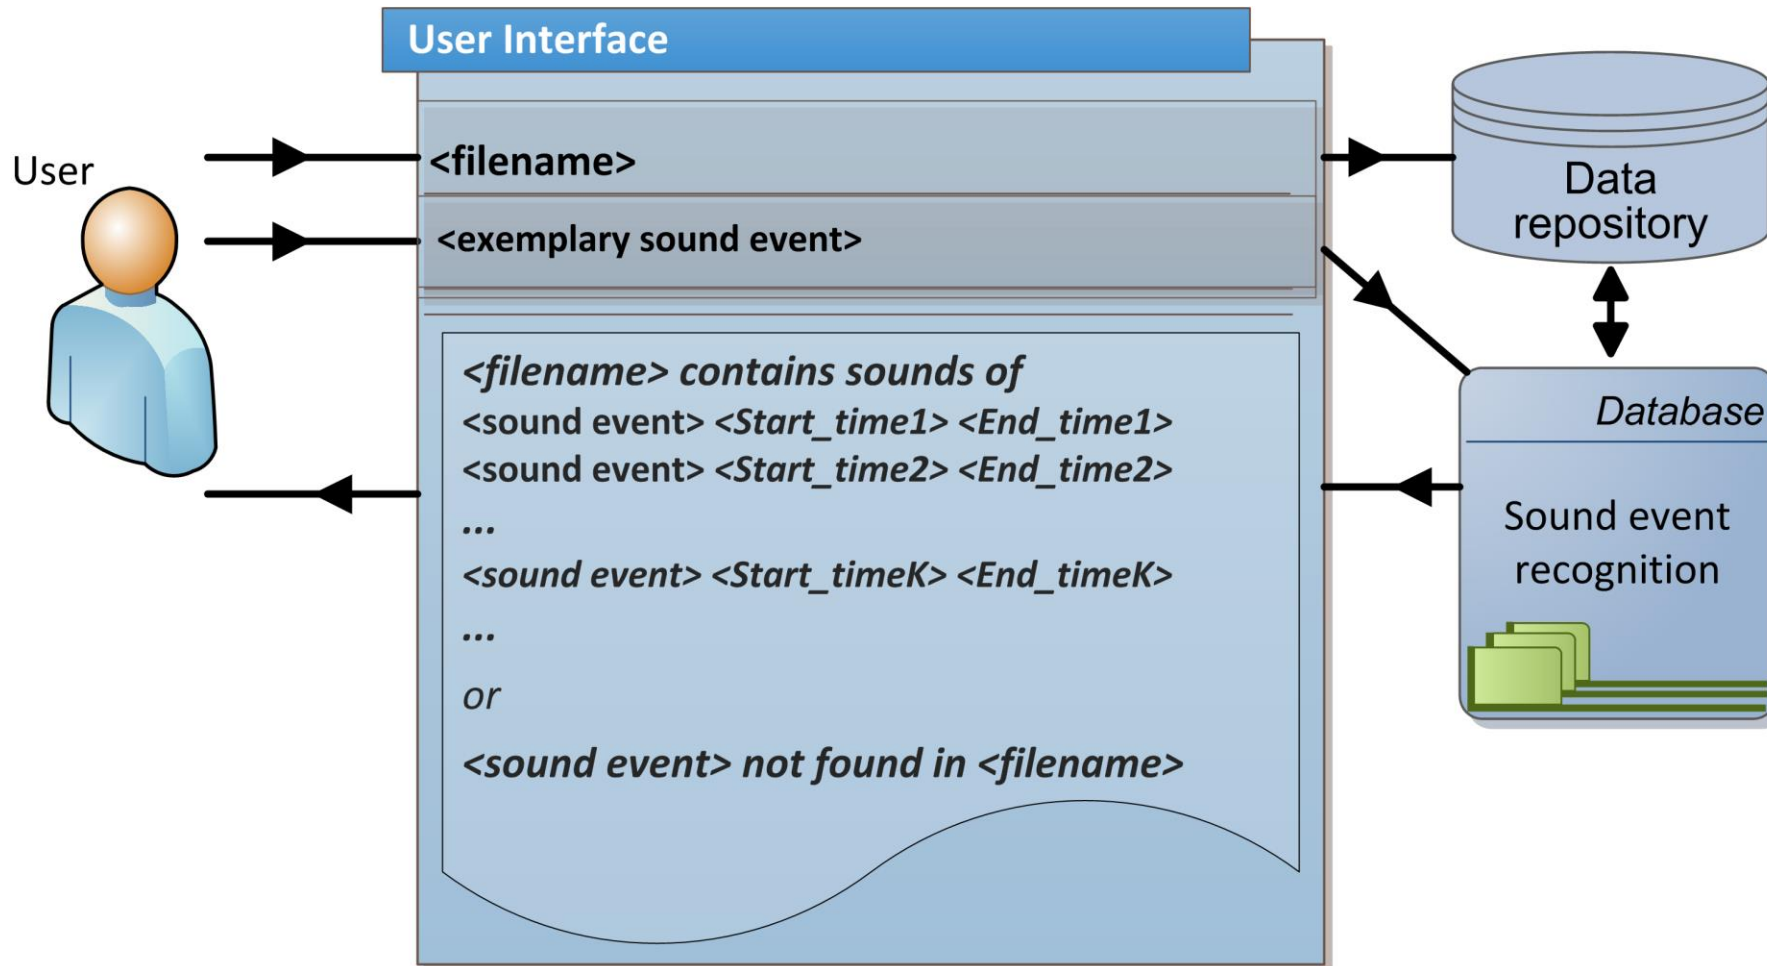 User Interface
User
<filename>
<exemplary sound event>
<filename> contains sounds of
<sound event> <Start_time1> <End_time1>
<sound event> <Start_time2> <End_time2>
...
<sound event> <Start_timeK> <End_timeK>
...
or
<sound event> not found in <filename>
Data
repository
Database
Sound event
recognition